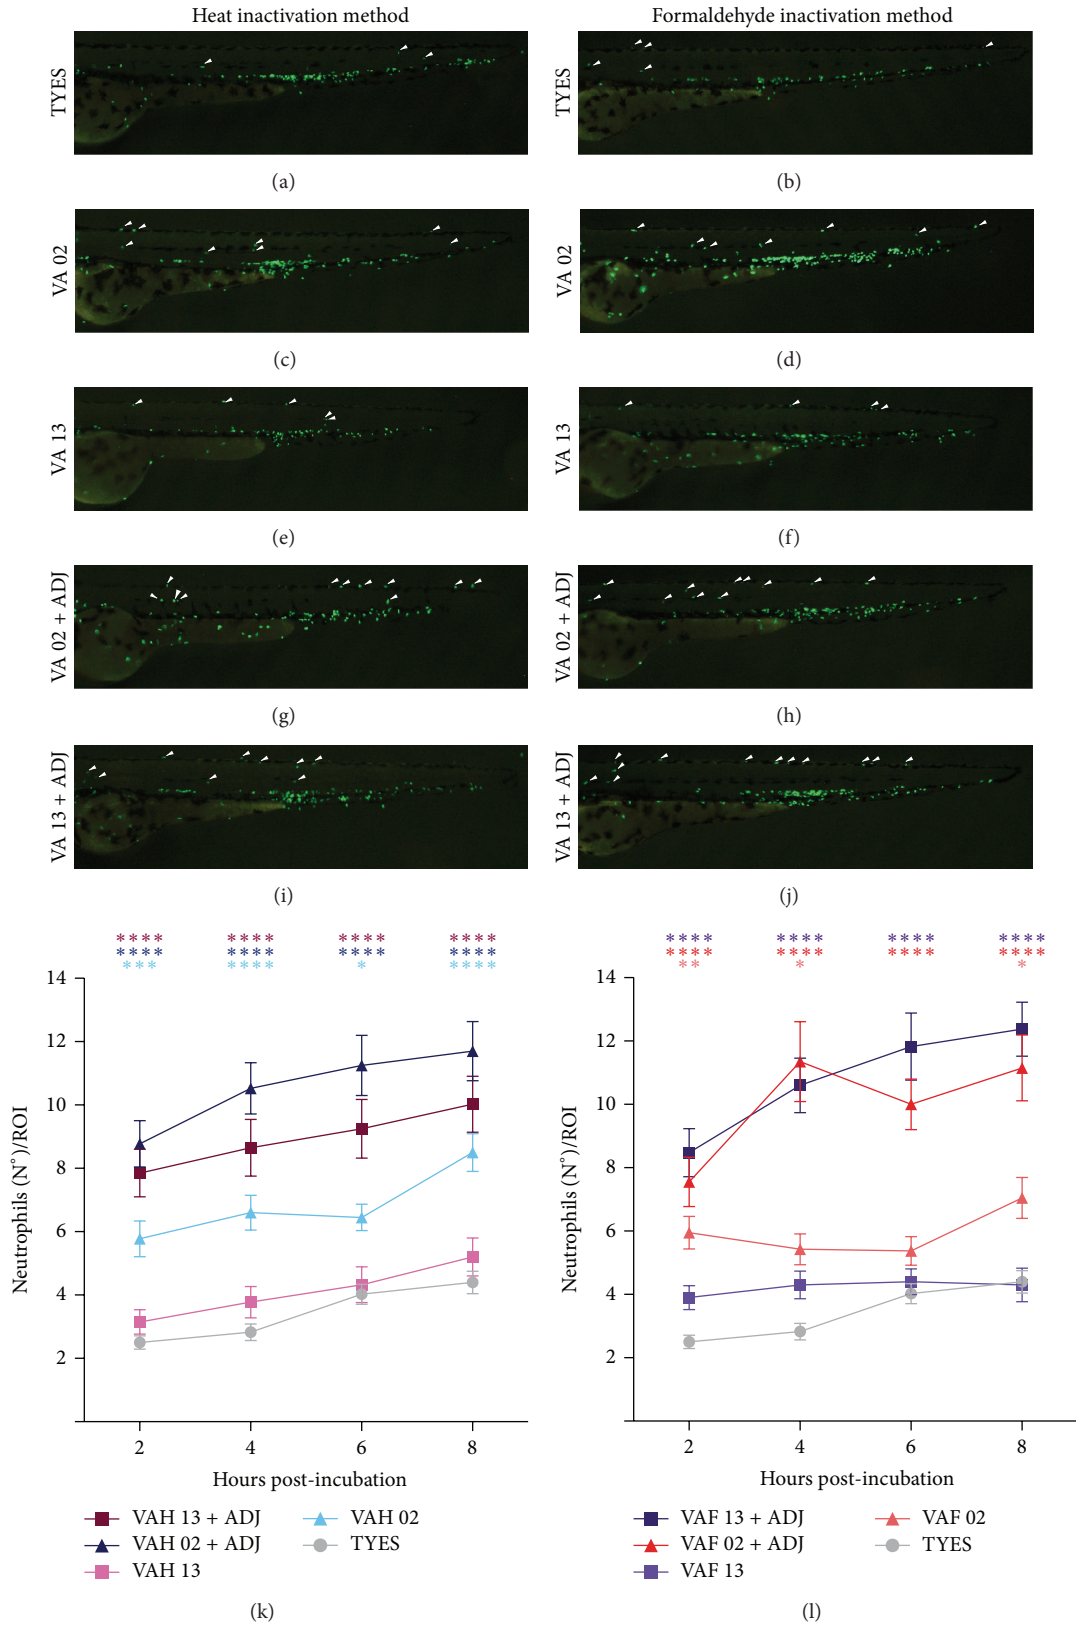 Heat inactivation method
Formaldehyde inactivation method
TYES
TYES
(a)
(b)
VA 02
VA 02
(c)
(d)
VA 13
VA 13
(e)
(f)
VA 02 + ADJ
VA 02 + ADJ
(g)
(h)
VA 13 + ADJ
VA 13 + ADJ
(i)
(j)
****
****
****
****
****
****
****
****
***
****
*
****
14
12
10
8
6
4
2
Neutrophils (N°)/ROI
2
4
6
8
Hours post-incubation
VAH 13 + ADJ
VAH 02 + ADJ
VAH 13
VAH 02
TYES
(k)
****
****
****
****
****
****
****
****
**
*
*
14
12
10
8
6
4
2
Neutrophils (N°)/ROI
2
4
6
8
Hours post-incubation
VAF 13 + ADJ
VAF 02 + ADJ
VAF 13
VAF 02
TYES
(l)